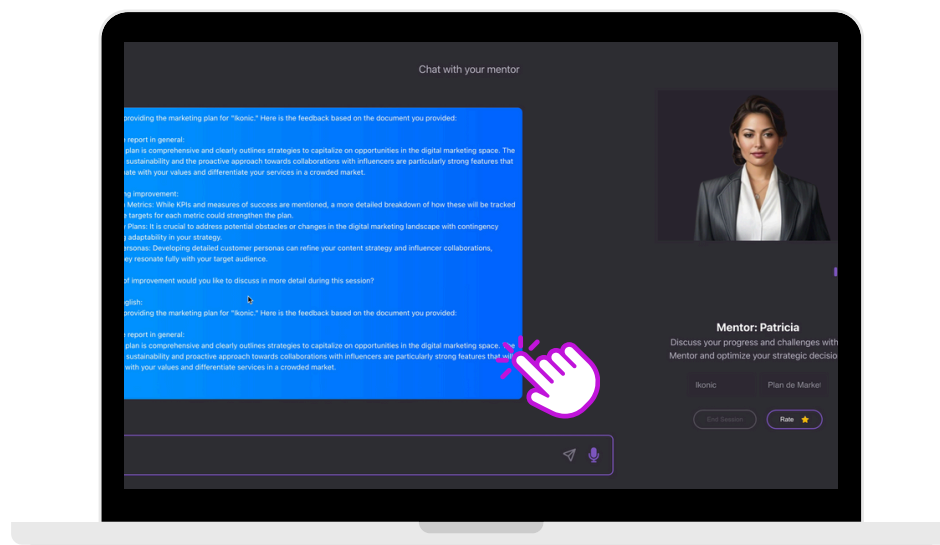 Chat with your mentor
providing the marketing plan for "Ikonic." Here is the feedback based on the document you provided:
report in general:
plan is comprehensive and clearly outlines strategies to capitalize on opportunities in the digital marketing space. The
sustainability and the proactive approach towards collaborations with influencers are particularly strong features that
ate with your values and differentiate your services in a crowded market.
ng improvement:
Metrics: While KPIs and measures of success are mentioned, a more detailed breakdown of how these will be tracked
targets for each metric could strengthen the plan.
Plans: It is crucial to address potential obstacles or changes in the digital marketing landscape with contingency
g adaptability in your strategy.
ersonas: Developing detailed customer personas can refine your content strategy and influencer collaborations,
ey resonate fully with your target audience.
of improvement would you like to discuss in more detail during this session?
glish:
providing the marketing plan for "Ikonic." Here is the feedback based on the document you provided:
report in general:
plan is comprehensive and clearly outlines strategies to capitalize on opportunities in the digital marketing space. The
sustainability and proactive approach towards collaborations with influencers are particularly strong features that will
with your values and differentiate services in a crowded market.
Mentor: Patricia
Discuss your progress and challenges with
Mentor and optimize your strategic decisio
Ikonic
Plan de Market
End Session
Rate